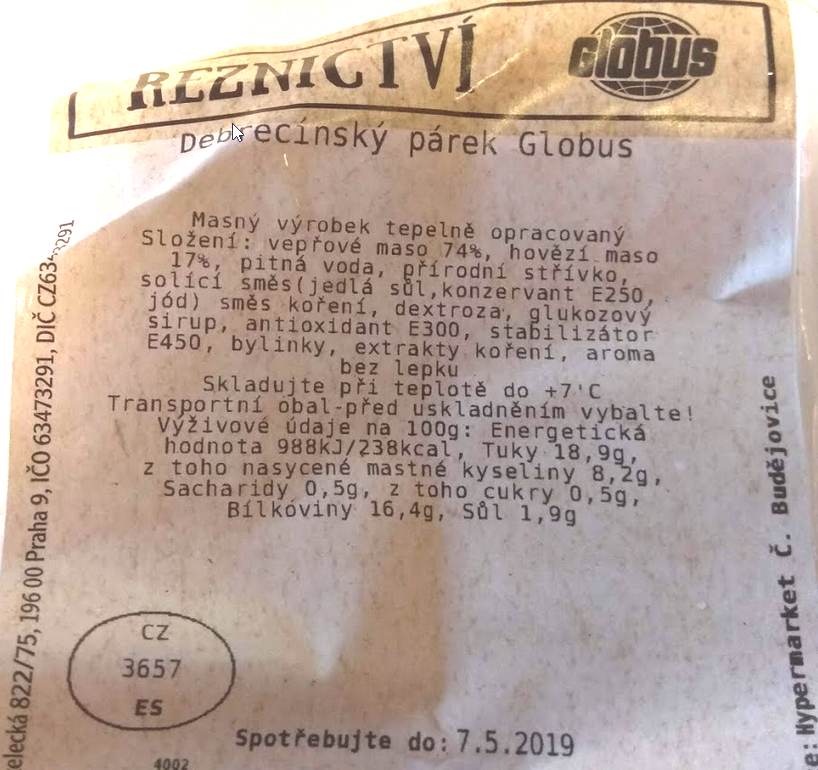 ŘEZNICTVÍ
Globus
Debrecínský párek Globus
Masný výrobek tepelně opracovaný
Složení: vepřové maso 74%, hovězí maso
17%, pitná voda, přírodní střívko,
solící směs(jedlá sůl,konzervant E250,
jód) směs koření, dextroza, glukozový
sirup, antioxidant E300, stabilizátor
E450, bylinky, extrakty koření, aroma
bez lepku
Skladujte při teplotě do +7'C
Transportní obal-před uskladněním vybalte!
Výživové údaje na 100g: Energetická
hodnota 988kJ/238kcal, Tuky 18,9g,
z toho nasycené mastné kyseliny 8,2g,
Sacharidy 0,5g, z toho cukry 0,5g,
Bílkoviny 16,4g, Sůl 1,9g
CZ
3657
ES
Spotřebujte do: 7.5.2019
4002
822/75, 196 00 Praha 9, IČO 63473291, DIČ
Hypermarket Č. Budějovice